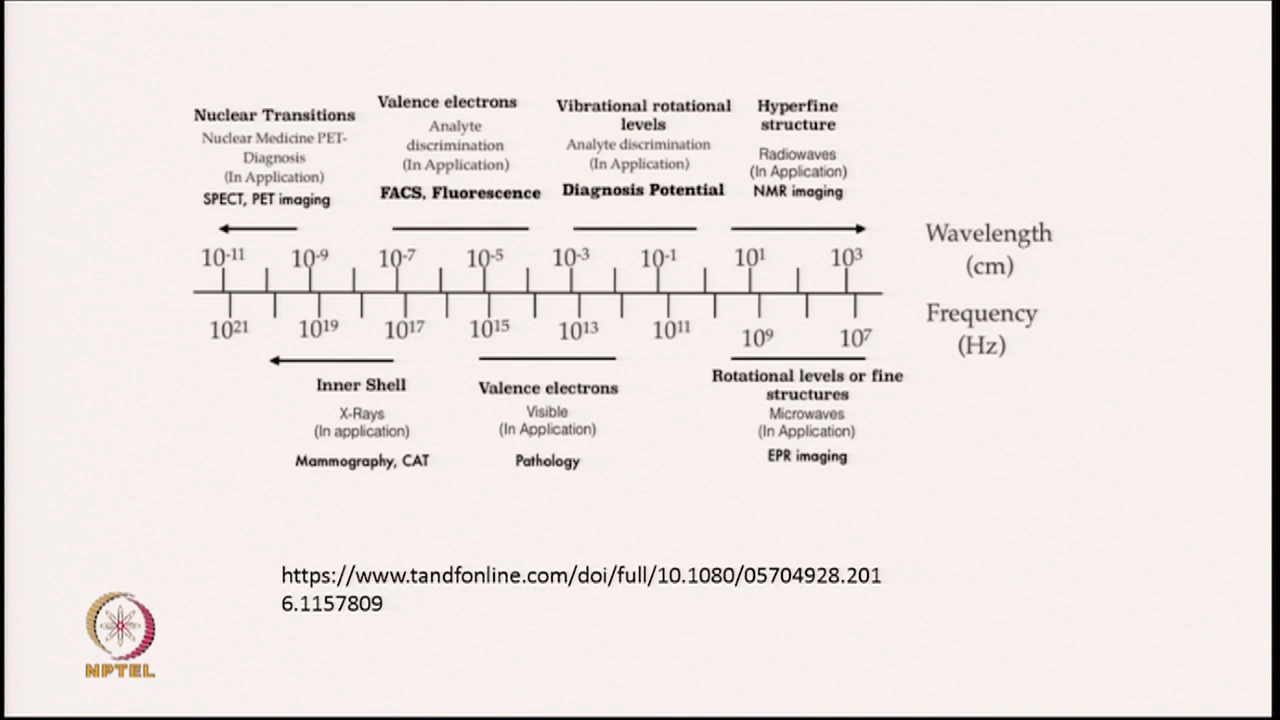 Nuclear Transitions
Nuclear Medicine PET-
Diagnosis
(In Application)
SPECT, PET imaging
Valence electrons
Analyte
discrimination
(In Application)
FACS, Fluorescence
Vibrational rotational
levels
Analyte discrimination
(In Application)
Diagnosis Potential
Hyperfine
structure
Radiowaves
(In Application)
NMR imaging
10⁻¹¹ 10⁻⁹ 10⁻⁷ 10⁻⁵ 10⁻³ 10⁻¹ 10¹ 10³
Wavelength
(cm)
10²¹ 10¹⁹ 10¹⁷ 10¹⁵ 10¹³ 10¹¹ 10⁹ 10⁷
Frequency
(Hz)
Inner Shell
X-Rays
(In application)
Mammography, CAT
Valence electrons
Visible
(In Application)
Pathology
Rotational levels or fine
structures
Microwaves
(In Application)
EPR imaging
https://www.tandfonline.com/doi/full/10.1080/05704928.201
6.1157809
NPTEL